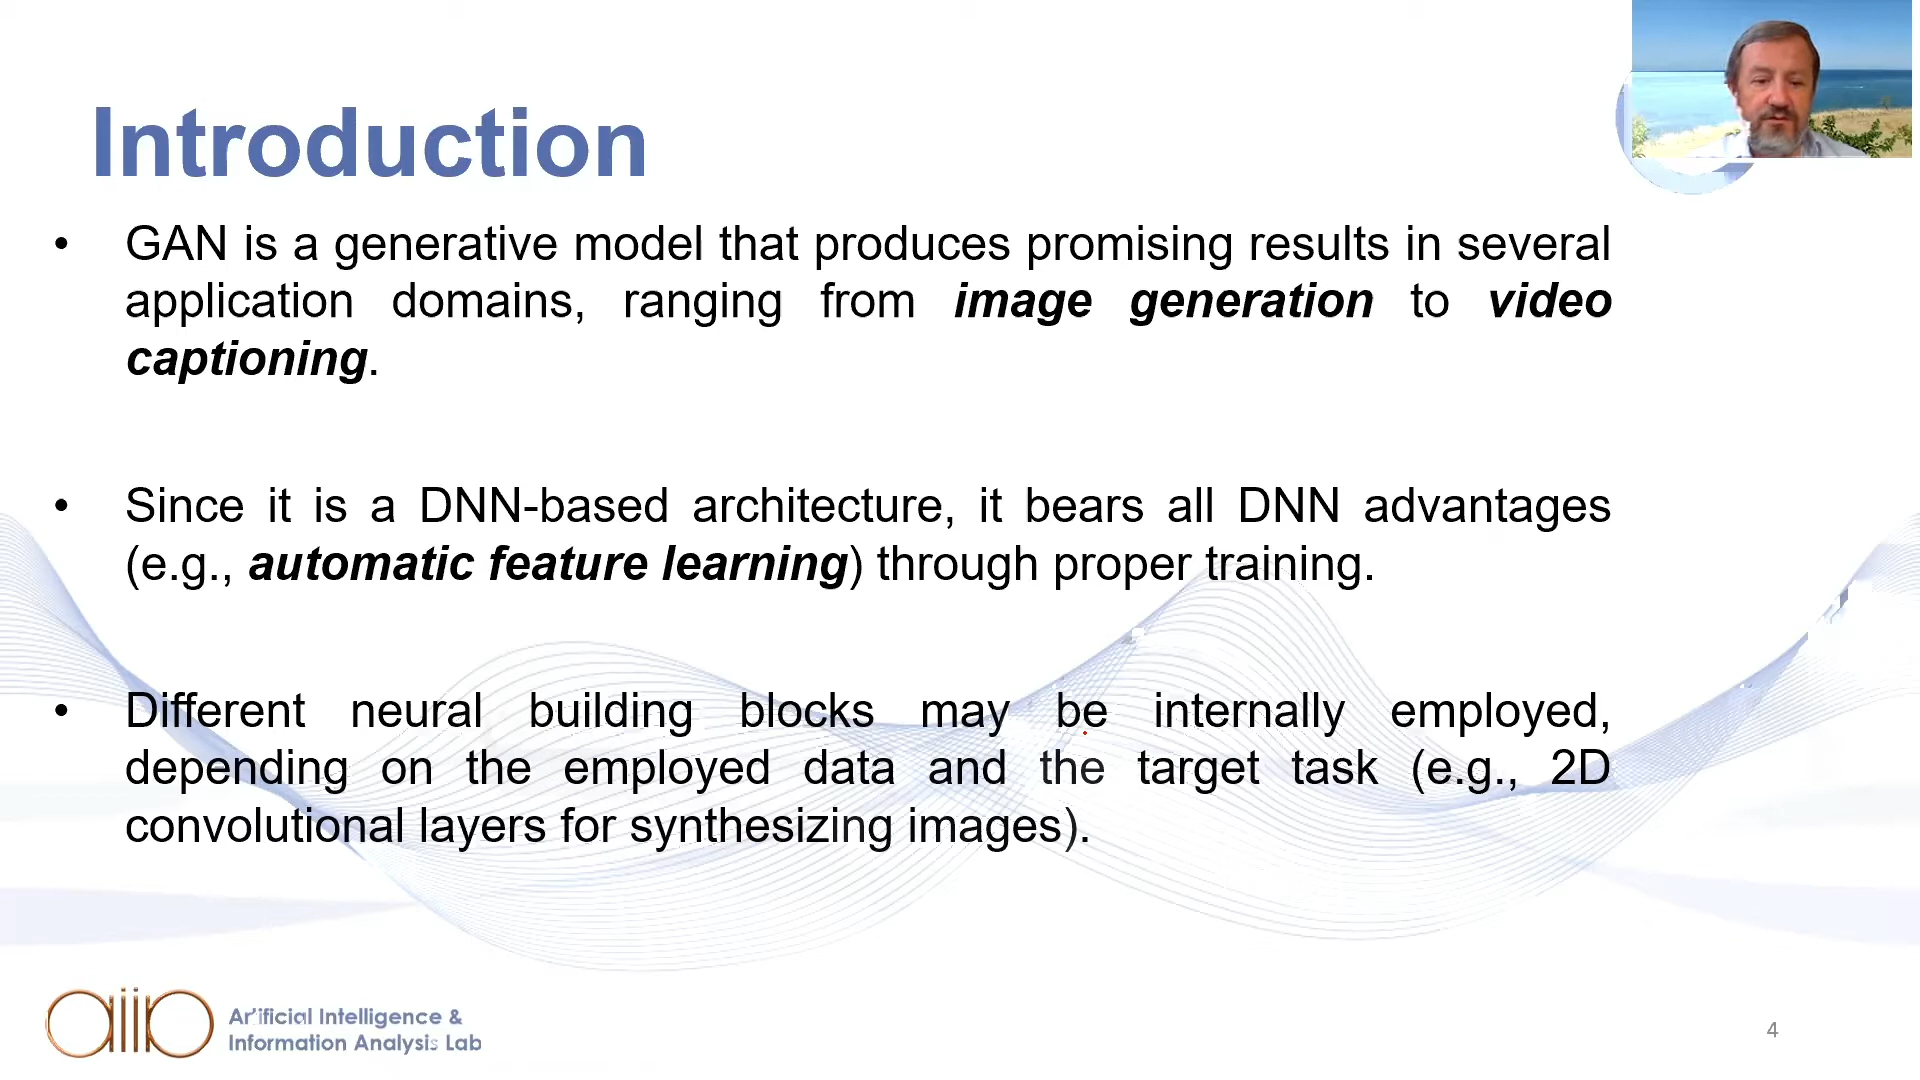 Introduction
• GAN is a generative model that produces promising results in several
application domains, ranging from image generation to video
captioning.
• Since it is a DNN-based architecture, it bears all DNN advantages
(e.g., automatic feature learning) through proper training.
• Different neural building blocks may be internally employed,
depending on the employed data and the target task (e.g., 2D
convolutional layers for synthesizing images).
aiia
Artificial Intelligence &
Information Analysis Lab
4